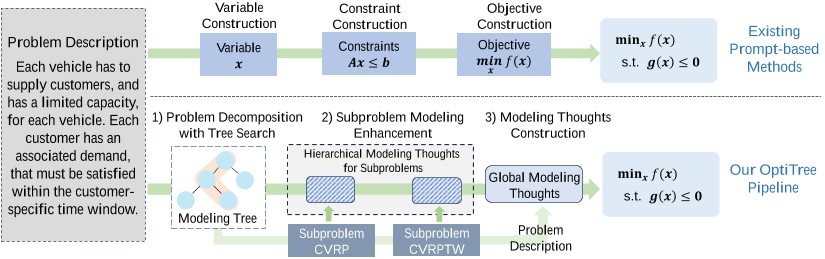 Problem Description
Each vehicle has to
supply customers, and
has a limited capacity,
for each vehicle. Each
customer has an
associated demand,
that must be satisfied
within the customer-
specific time window.
Variable
Construction
Constraint
Construction
Objective
Construction
Variable
x
Constraints
Ax ≤ b
Objective
min f(x)
x
minₓ f(x)
s.t. g(x) ≤ 0
Existing
Prompt-based
Methods
1) Problem Decomposition
with Tree Search
2) Subproblem Modeling
Enhancement
3) Modeling Thoughts
Construction
Modeling Tree
Hierarchical Modeling Thoughts
for Subproblems
Global Modeling
Thoughts
Subproblem
CVRP
Subproblem
CVRPTW
Problem
Description
minₓ f(x)
s.t. g(x) ≤ 0
Our OptiTree
Pipeline